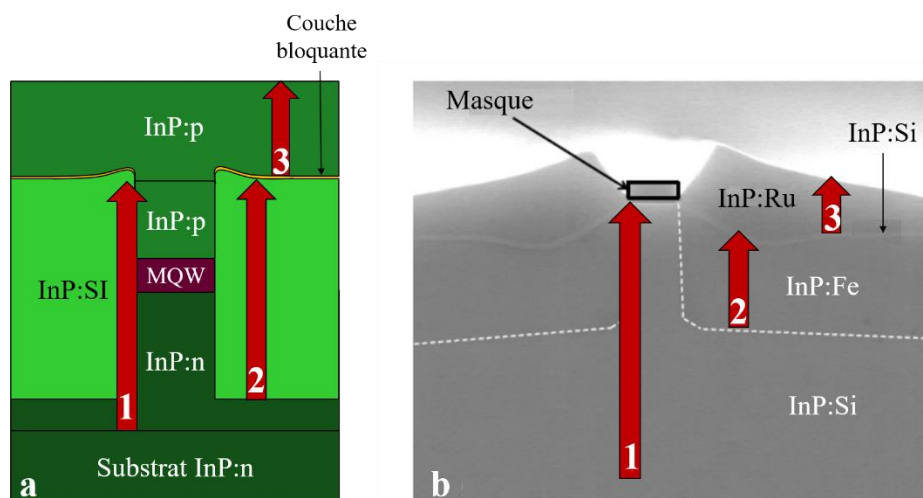 Couche
bloquante
InP:p
3
InP:p
MQW
InP:SI
InP:n
1
2
Substrat InP:n
a
Masque
InP:Si
InP:Ru
3
InP:Fe
2
InP:Si
1
b